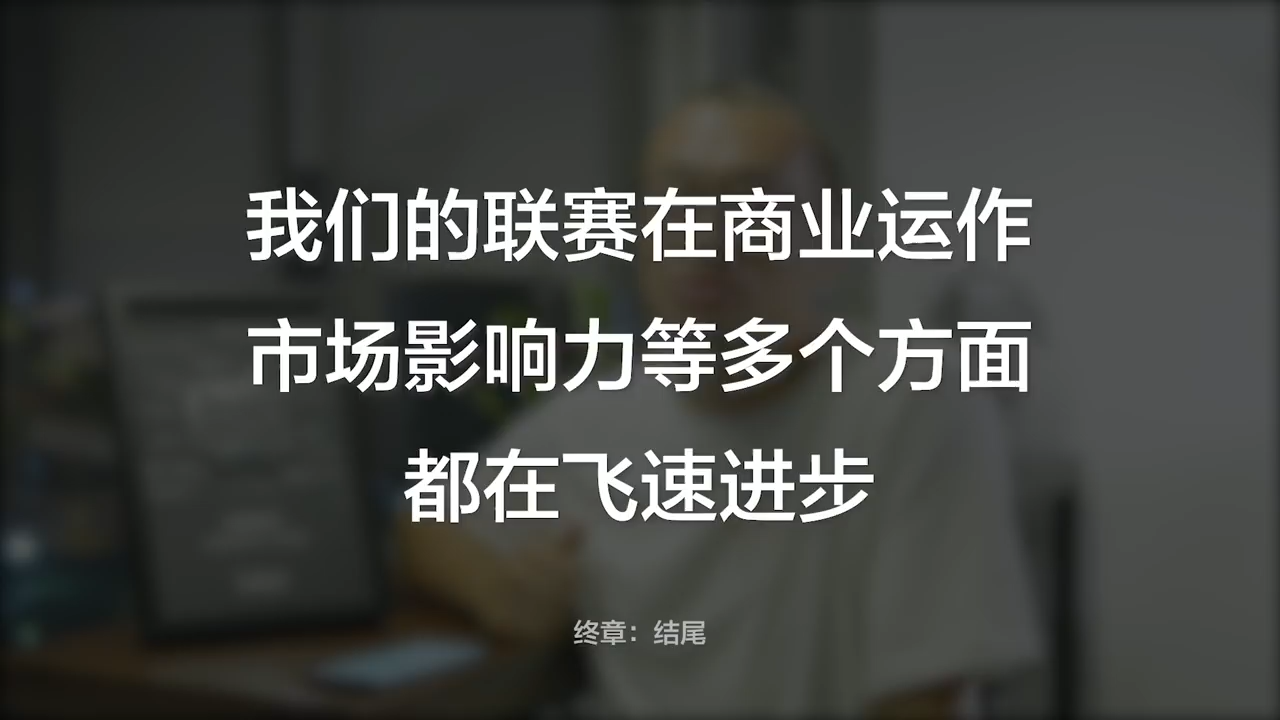 我们的联赛在商业运作
市场影响力等多个方面
都在飞速进步
终章：结尾